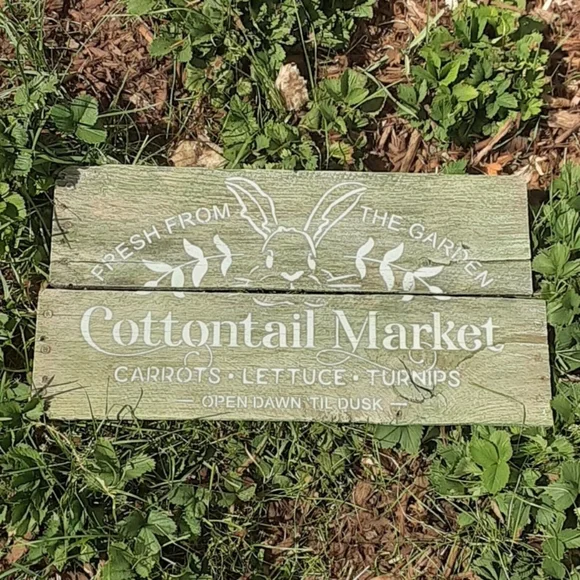 FRESH FROM THE GARDEN
Cottontail Market
CARROTS • LETTUCE • TURNIPS
— OPEN DAWN 'TIL DUSK —